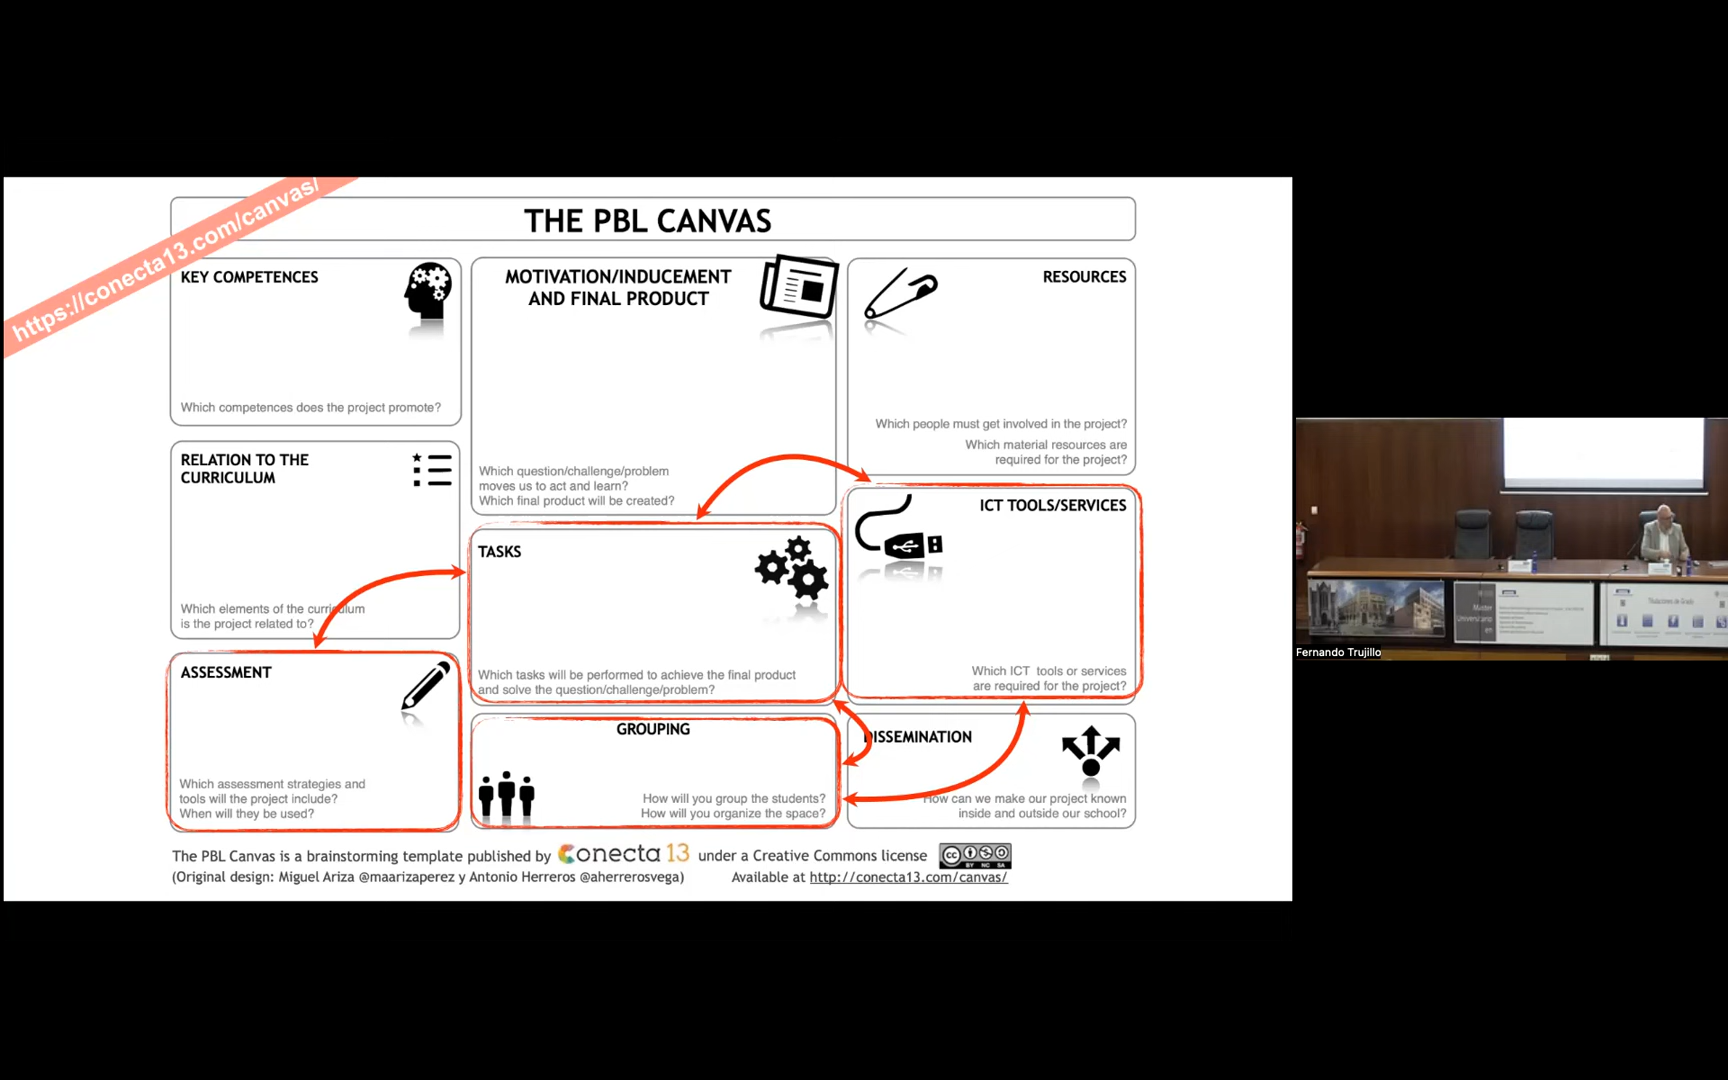 https://conecta13.com/canvas/
THE PBL CANVAS
KEY COMPETENCES
Which competences does the project promote?
MOTIVATION/INDUCEMENT
AND FINAL PRODUCT
Which question/challenge/problem
moves us to act and learn?
Which final product will be created?
RESOURCES
Which people must get involved in the project?
Which material resources are
required for the project?
RELATION TO THE
CURRICULUM
Which elements of the curriculum
is the project related to?
TASKS
Which tasks will be performed to achieve the final product
and solve the question/challenge/problem?
ICT TOOLS/SERVICES
Which ICT tools or services
are required for the project?
ASSESSMENT
Which assessment strategies and
tools will the project include?
When will they be used?
GROUPING
How will you group the students?
How will you organize the space?
DISSEMINATION
How can we make our project known
inside and outside our school?
The PBL Canvas is a brainstorming template published by Conecta 13 under a Creative Commons license cc BY NC SA
(Original design: Miguel Ariza @maarizaperez y Antonio Herreros @aherrerosvega) Available at http://conecta13.com/canvas/
Titulaciones de Grado
Fernando Trujillo